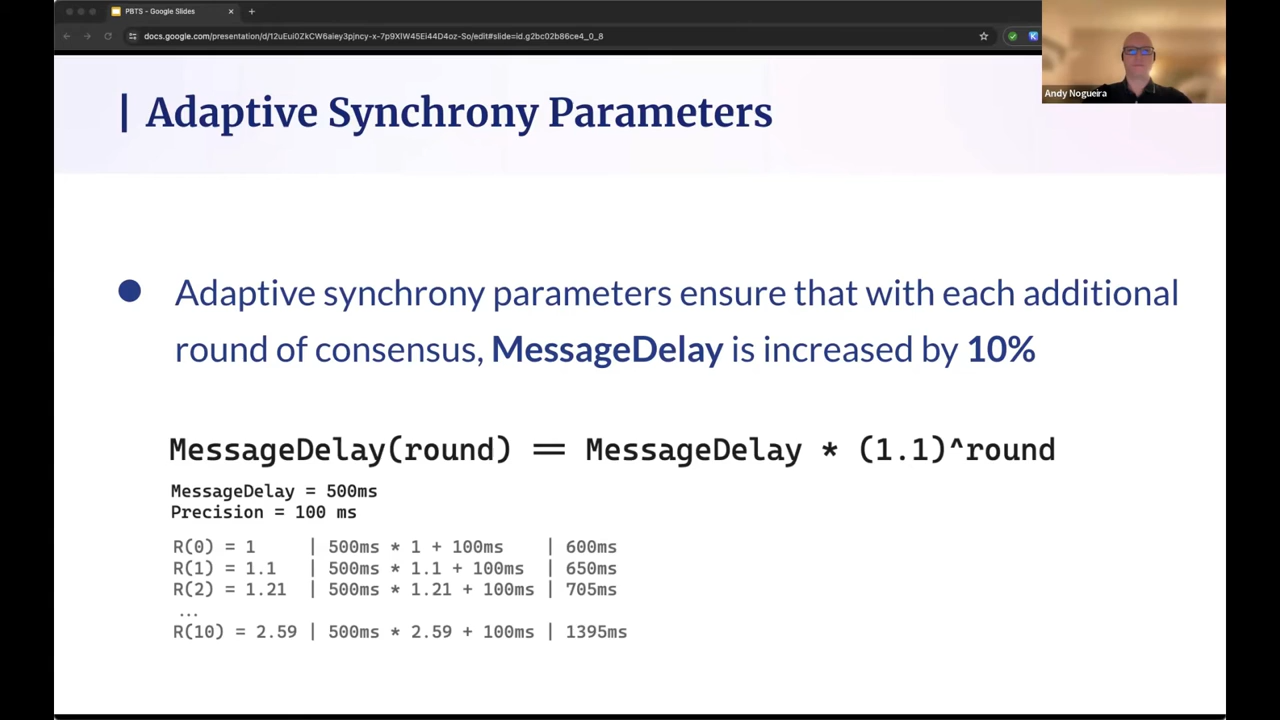 PBTS - Google Slides
docs.google.com/presentation/d/12uEui0ZkCW6aley3pjncy-x-7p9XlW45Ei44D4oz-So/edit#slide=id.g2bc02b86ce4_0_8
Andy Nogueira
| Adaptive Synchrony Parameters
● Adaptive synchrony parameters ensure that with each additional
round of consensus, MessageDelay is increased by 10%
MessageDelay(round) == MessageDelay * (1.1)^round
MessageDelay = 500ms
Precision = 100 ms
R(0) = 1 | 500ms * 1 + 100ms | 600ms
R(1) = 1.1 | 500ms * 1.1 + 100ms | 650ms
R(2) = 1.21 | 500ms * 1.21 + 100ms | 705ms
...
R(10) = 2.59 | 500ms * 2.59 + 100ms | 1395ms